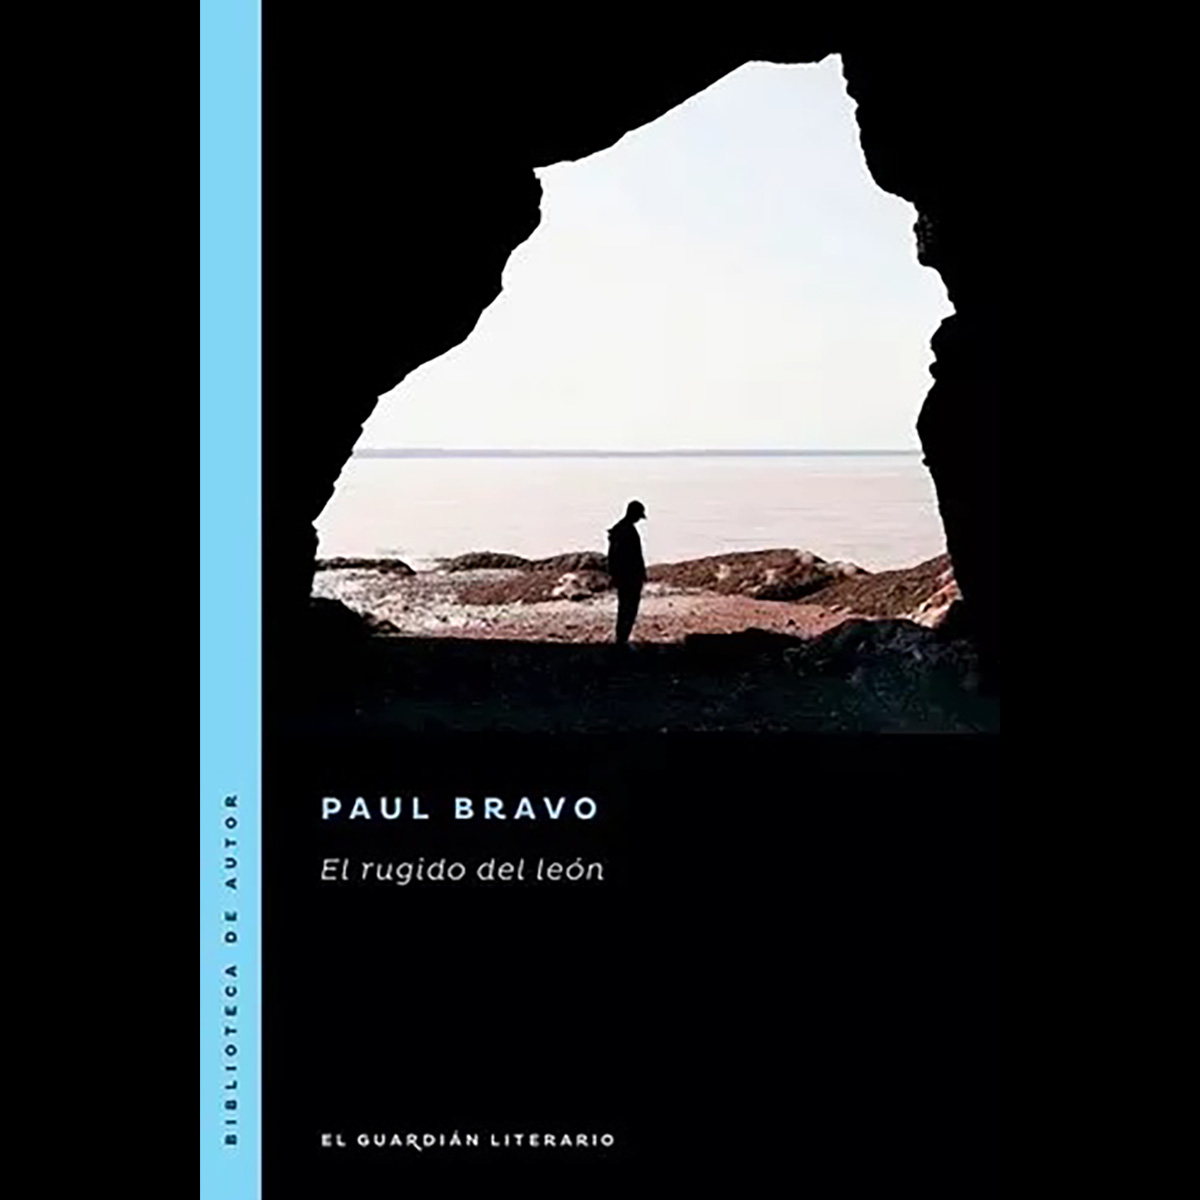 PAUL BRAVO
El rugido del león
EL GUARDIÁN LITERARIO
BIBLIOTECA DE AUTOR